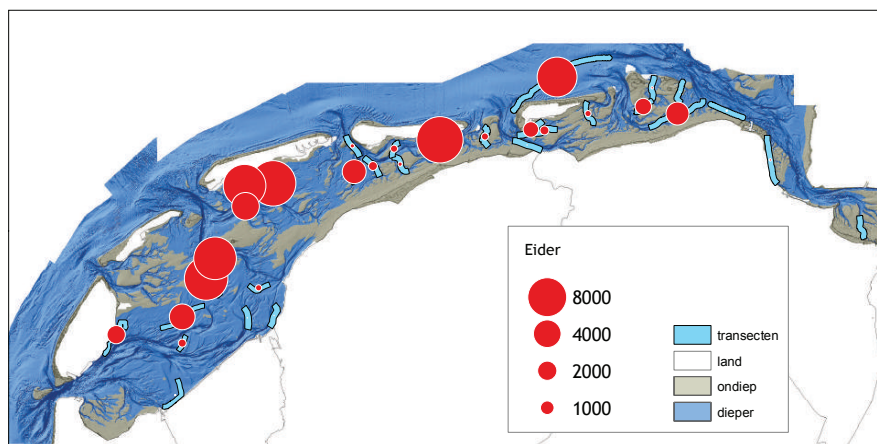 Eider
8000
4000
2000
1000
transecten
land
ondiep
dieper